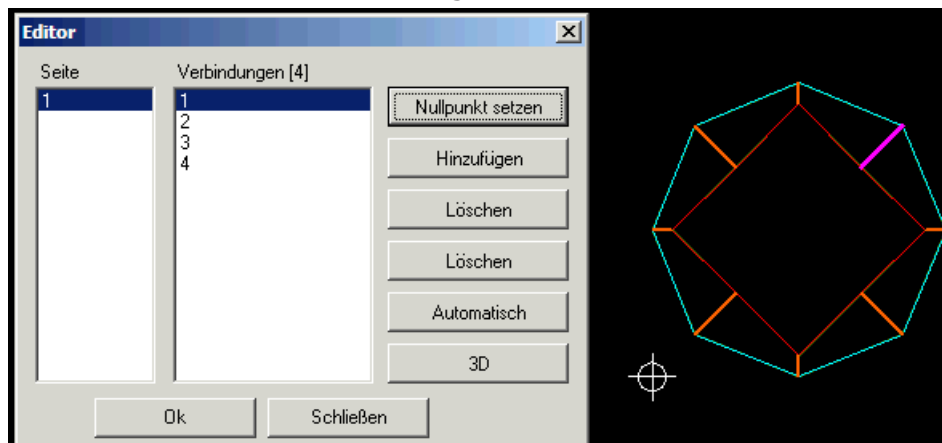 Editor
Seite
Verbindungen [4]
1
1
2
3
4
Nullpunkt setzen
Hinzufügen
Löschen
Löschen
Automatisch
3D
Ok
Schließen